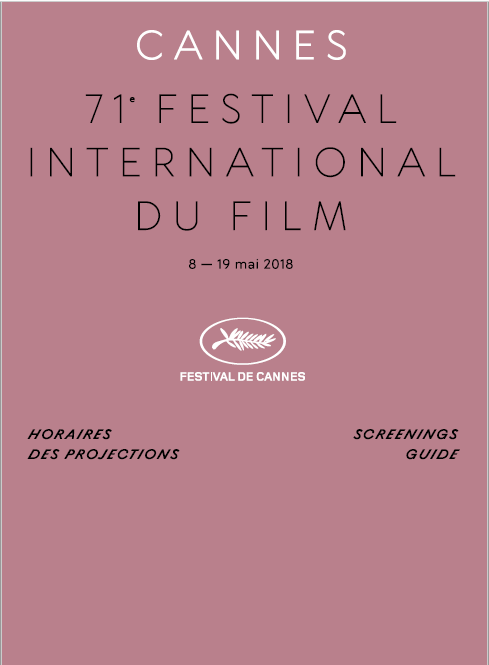 CANNES
71e FESTIVAL
INTERNATIONAL
DU FILM
8 — 19 mai 2018
FESTIVAL DE CANNES
HORAIRES
DES PROJECTIONS
SCREENINGS
GUIDE